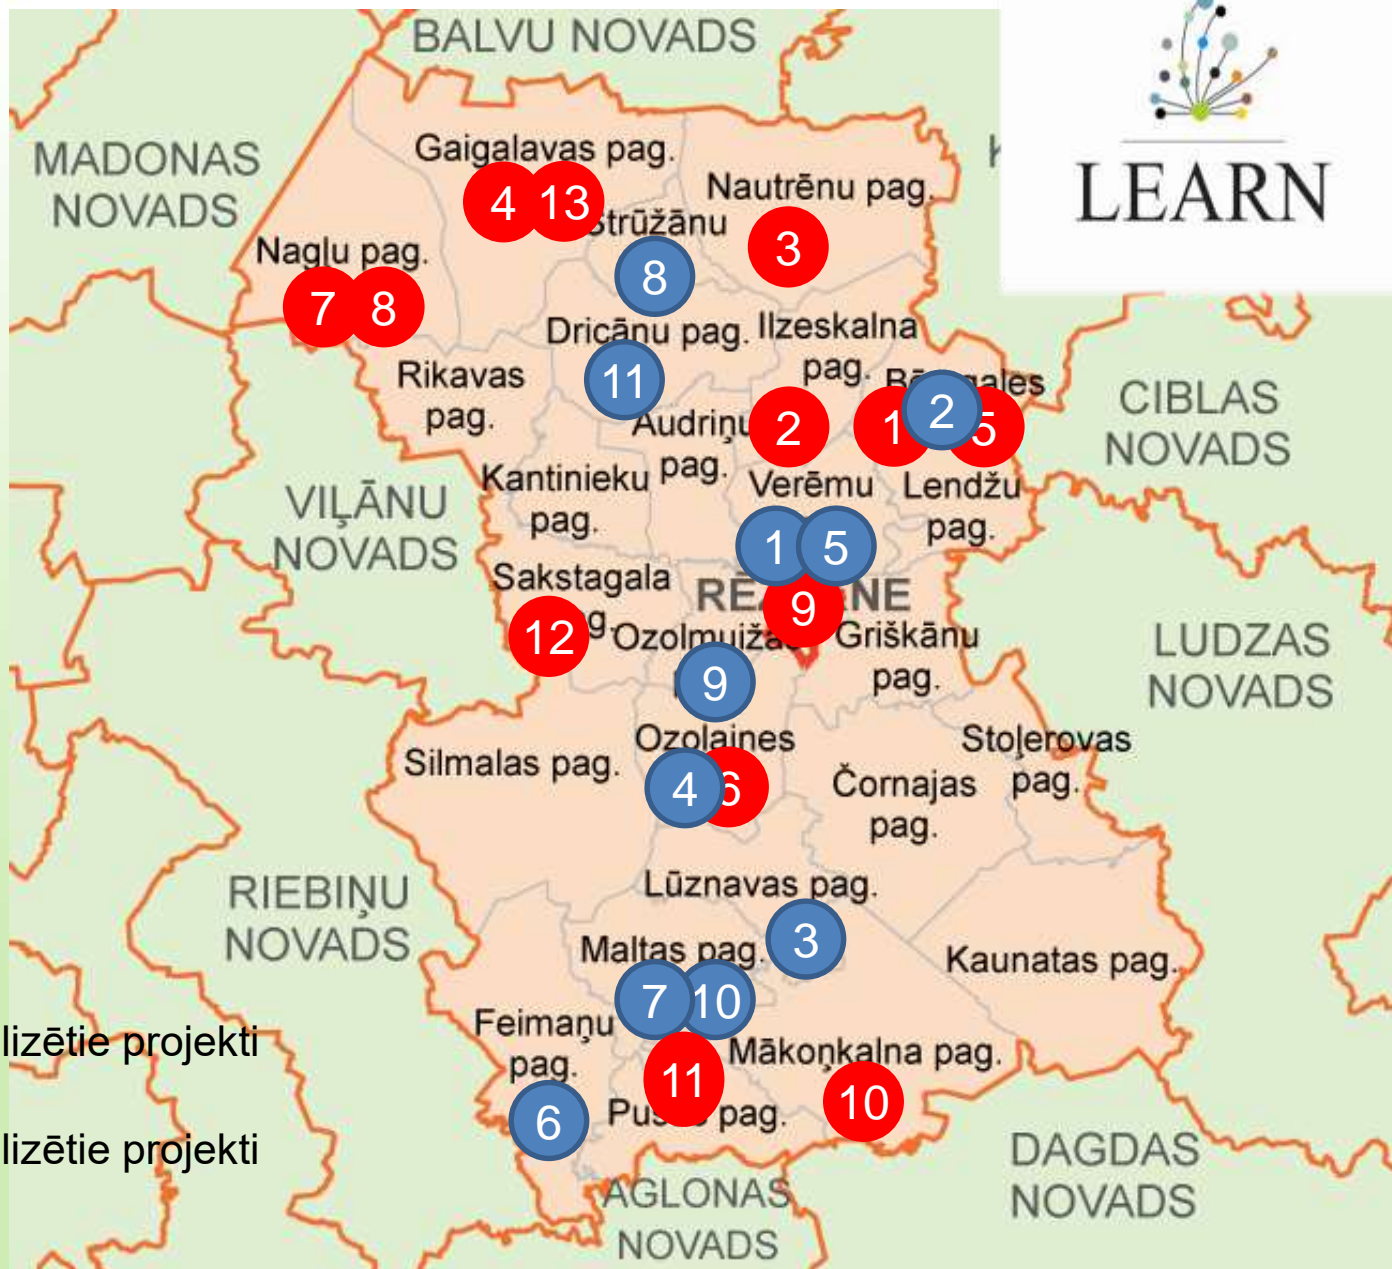 BALVU NOVADS
LEARN
MADONAS
NOVADS
Gaigalavas pag.
4 13
Nautrēnu pag.
3
Strūžānu
8
Nagļu pag.
7 8
Dricānu pag.
11
Ilzeskalna
pag.
Rikavas
pag.
Audriņu
pag.
2
1 2 5
CIBLAS
NOVADS
Kantinieku
pag.
Verēmu
Lendžu
pag.
VIĻĀNU
NOVADS
1 5
9
Sakstagala
12
Griškānu
pag.
9
LUDZAS
NOVADS
Ozolaines
4 6
Silmalas pag.
Čornajas
pag.
Stoļerovas
pag.
RIEBIŅU
NOVADS
Lūznavas pag.
3
Maltas pag.
7 10
Kaunatas pag.
Feimaņu
pag.
6
lizētie projekti
Mākoņkalna pag.
10
11
pag.
lizētie projekti
DAGDAS
NOVADS
AGLONAS
NOVADS